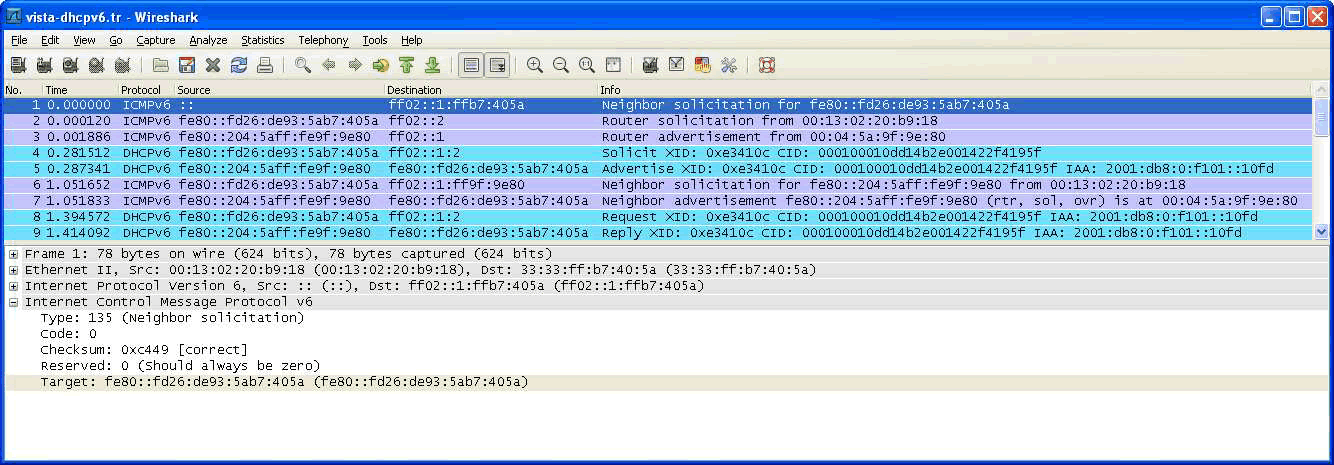 vista-dhcpv6.tr - Wireshark
File Edit View Go Capture Analyze Statistics Telephony Tools Help
No. Time Protocol Source Destination Info
1 0.000000 ICMPv6 :: ff02::1:ffb7:405a Neighbor solicitation for fe80::fd26:de93:5ab7:405a
2 0.000120 ICMPv6 fe80::fd26:de93:5ab7:405a ff02::2 Router solicitation from 00:13:02:20:b9:18
3 0.001886 ICMPv6 fe80::204:5aff:fe9f:9e80 ff02::1 Router advertisement from 00:04:5a:9f:9e:80
4 0.281512 DHCPv6 fe80::fd26:de93:5ab7:405a ff02::1:2 Solicit XID: 0xe3410c CID: 000100010dd14b2e001422f4195f
5 0.287341 DHCPv6 fe80::204:5aff:fe9f:9e80 fe80::fd26:de93:5ab7:405a Advertise XID: 0xe3410c CID: 000100010dd14b2e001422f4195f IAA: 2001:db8:0:f101::10fd
6 1.051652 ICMPv6 fe80::fd26:de93:5ab7:405a ff02::1:ff9f:9e80 Neighbor solicitation for fe80::204:5aff:fe9f:9e80 from 00:13:02:20:b9:18
7 1.051833 ICMPv6 fe80::204:5aff:fe9f:9e80 fe80::fd26:de93:5ab7:405a Neighbor advertisement fe80::204:5aff:fe9f:9e80 (rtr, sol, ovr) is at 00:04:5a:9f:9e:80
8 1.394572 DHCPv6 fe80::fd26:de93:5ab7:405a ff02::1:2 Request XID: 0xe3410c CID: 000100010dd14b2e001422f4195f IAA: 2001:db8:0:f101::10fd
9 1.414092 DHCPv6 fe80::204:5aff:fe9f:9e80 fe80::fd26:de93:5ab7:405a Reply XID: 0xe3410c CID: 000100010dd14b2e001422f4195f IAA: 2001:db8:0:f101::10fd
Frame 1: 78 bytes on wire (624 bits), 78 bytes captured (624 bits)
Ethernet II, Src: 00:13:02:20:b9:18 (00:13:02:20:b9:18), Dst: 33:33:ff:b7:40:5a (33:33:ff:b7:40:5a)
Internet Protocol Version 6, Src: :: (::), Dst: ff02::1:ffb7:405a (ff02::1:ffb7:405a)
Internet Control Message Protocol v6
Type: 135 (Neighbor solicitation)
Code: 0
Checksum: 0xc449 [correct]
Reserved: 0 (Should always be zero)
Target: fe80::fd26:de93:5ab7:405a (fe80::fd26:de93:5ab7:405a)